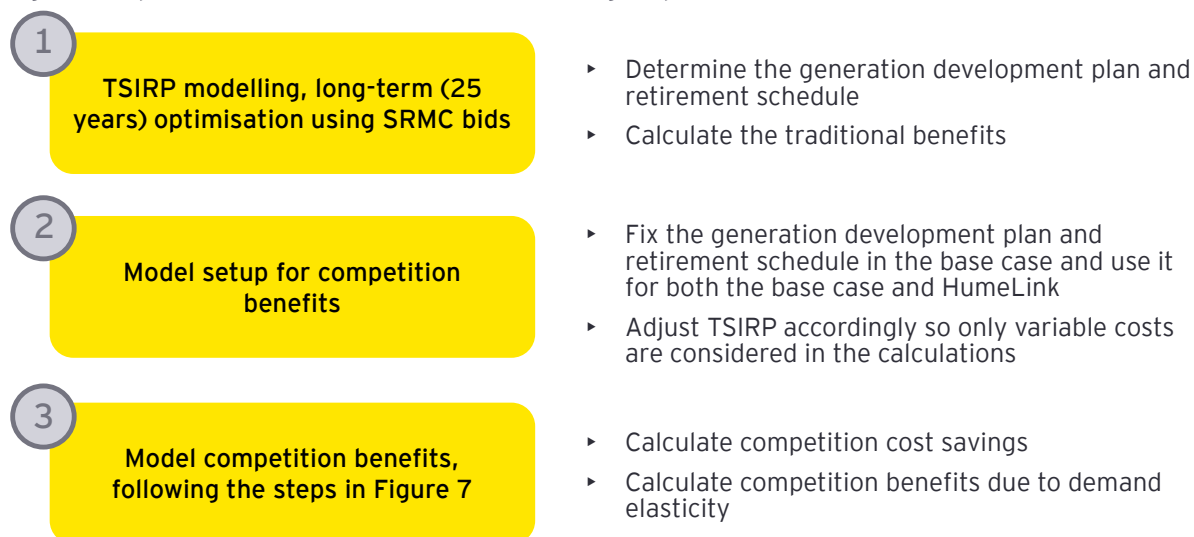 1
TSIRP modelling, long-term (25
years) optimisation using SRMC bids
‣ Determine the generation development plan and
retirement schedule
‣ Calculate the traditional benefits
2
Model setup for competition
benefits
‣ Fix the generation development plan and
retirement schedule in the base case and use it
for both the base case and HumeLink
‣ Adjust TSIRP accordingly so only variable costs
are considered in the calculations
3
Model competition benefits,
following the steps in Figure 7
‣ Calculate competition cost savings
‣ Calculate competition benefits due to demand
elasticity